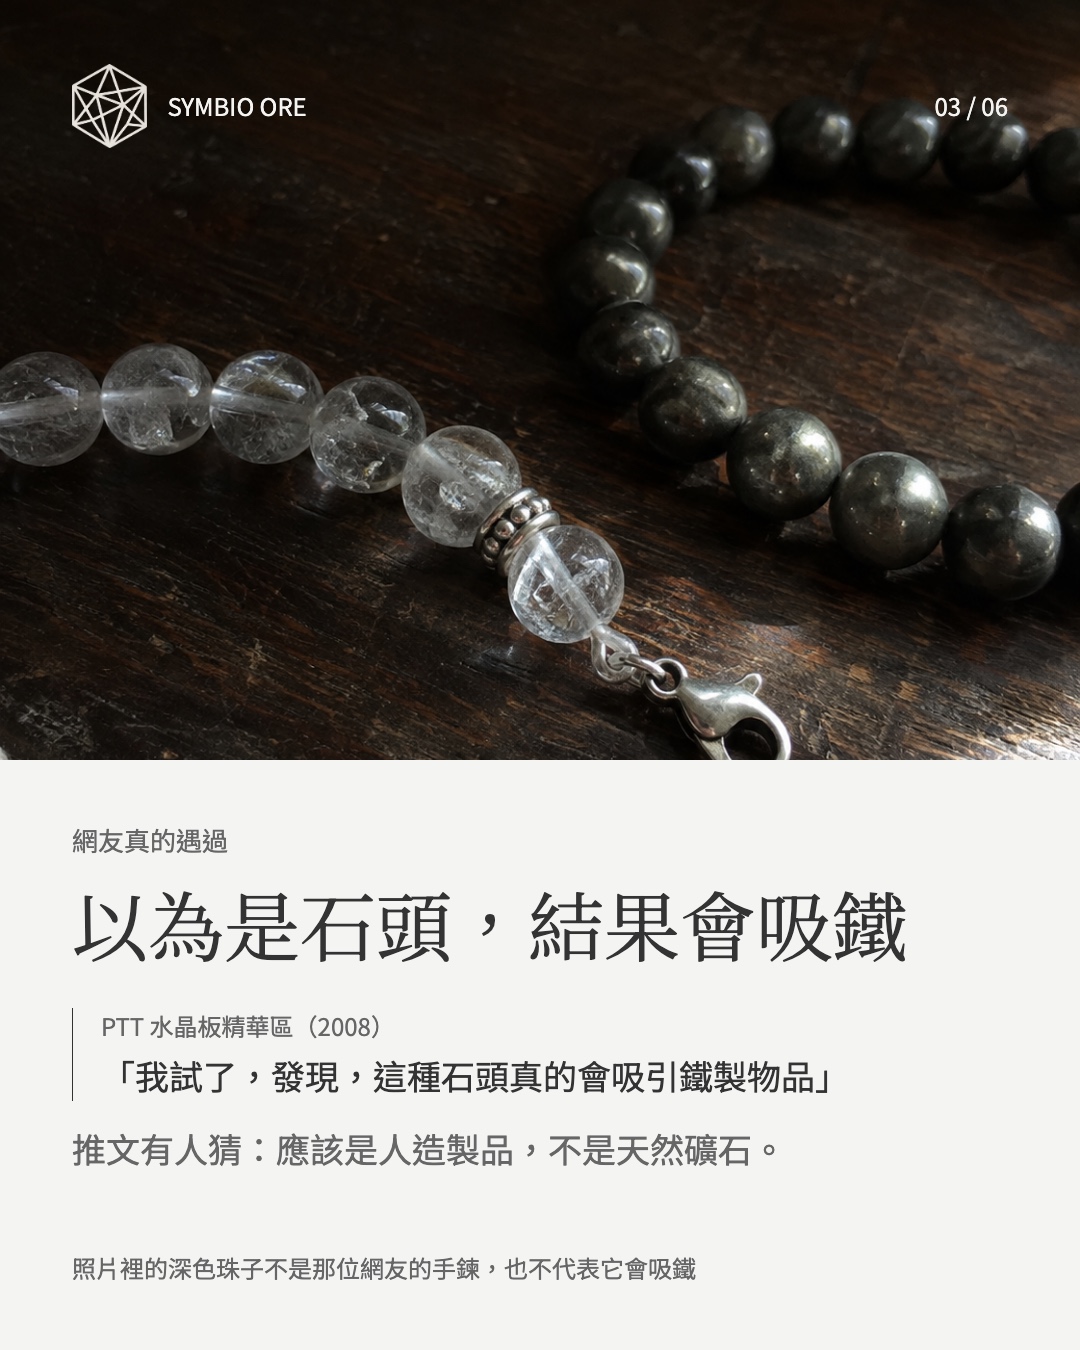 SYMBIO ORE
03 / 06
網友真的遇過
以為是石頭，結果會吸鐵
PTT 水晶板精華區（2008）
「我試了，發現，這種石頭真的會吸引鐵製物品」
推文有人猜：應該是人造製品，不是天然礦石。
照片裡的深色珠子不是那位網友的手鍊，也不代表它會吸鐵